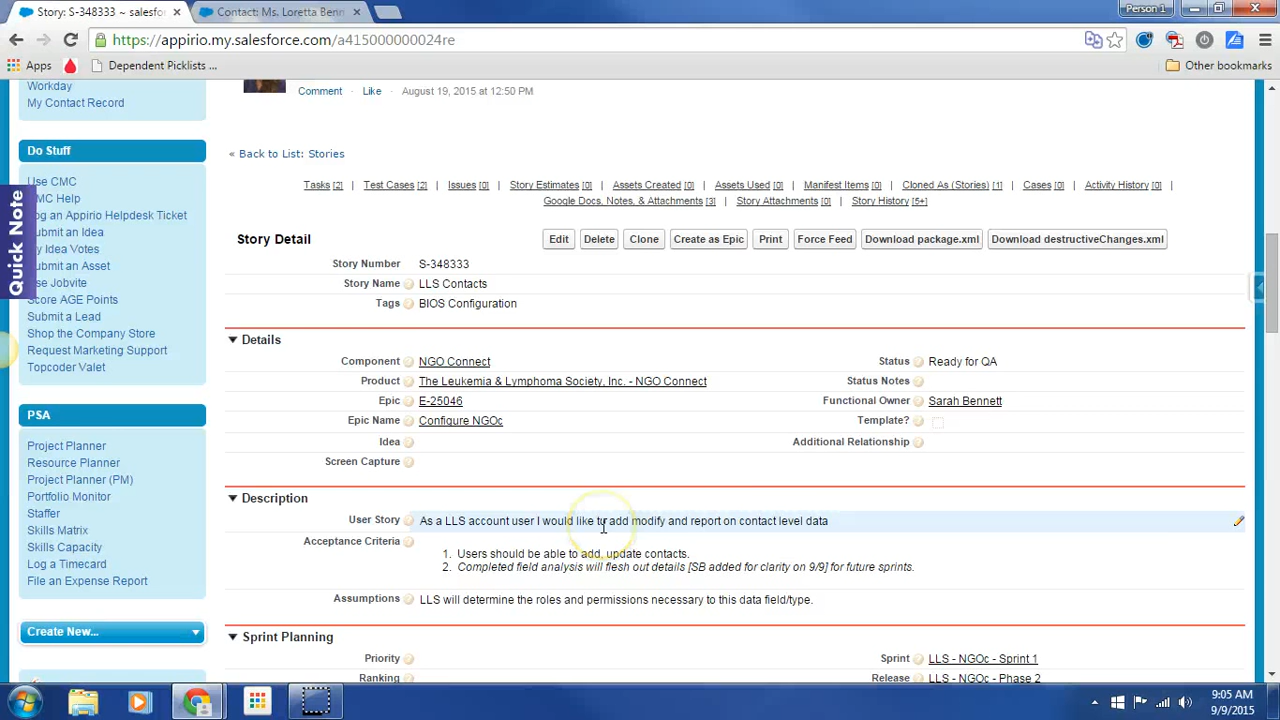 Story: S-348333 ~ salesfor
Contact: Ms. Loretta Benn
Person 1
https://appirio.my.salesforce.com/a415000000024re
Apps
Dependent Picklists ...
Other bookmarks
Workday
My Contact Record
Comment · Like · August 19, 2015 at 12:50 PM
Do Stuff
Use CMC
CMC Help
og an Appirio Helpdesk Ticket
ubmit an Idea
y Idea Votes
ubmit an Asset
se Jobvite
Score AGE Points
Submit a Lead
Shop the Company Store
Request Marketing Support
Topcoder Valet
Quick Note
PSA
Project Planner
Resource Planner
Project Planner (PM)
Portfolio Monitor
Staffer
Skills Matrix
Skills Capacity
Log a Timecard
File an Expense Report
Create New...
« Back to List: Stories
Tasks [2] | Test Cases [2] | Issues [0] | Story Estimates [0] | Assets Created [0] | Assets Used [0] | Manifest Items [0] | Cloned As (Stories) [1] | Cases [0] | Activity History [0] |
Google Docs, Notes, & Attachments [3] | Story Attachments [0] | Story History [5+]
Story Detail
Edit Delete Clone Create as Epic Print Force Feed Download package.xml Download destructiveChanges.xml
Story Number S-348333
Story Name LLS Contacts
Tags BIOS Configuration
Details
Component NGO Connect Status Ready for QA
Product The Leukemia & Lymphoma Society, Inc. - NGO Connect Status Notes
Epic E-25046 Functional Owner Sarah Bennett
Epic Name Configure NGOc Template?
Idea Additional Relationship
Screen Capture
Description
User Story As a LLS account user I would like to add modify and report on contact level data
Acceptance Criteria
1. Users should be able to add, update contacts.
2. Completed field analysis will flesh out details [SB added for clarity on 9/9] for future sprints.
Assumptions LLS will determine the roles and permissions necessary to this data field/type.
Sprint Planning
Priority Sprint LLS - NGOc - Sprint 1
Ranking Release LLS - NGOc - Phase 2
9:05 AM
9/9/2015